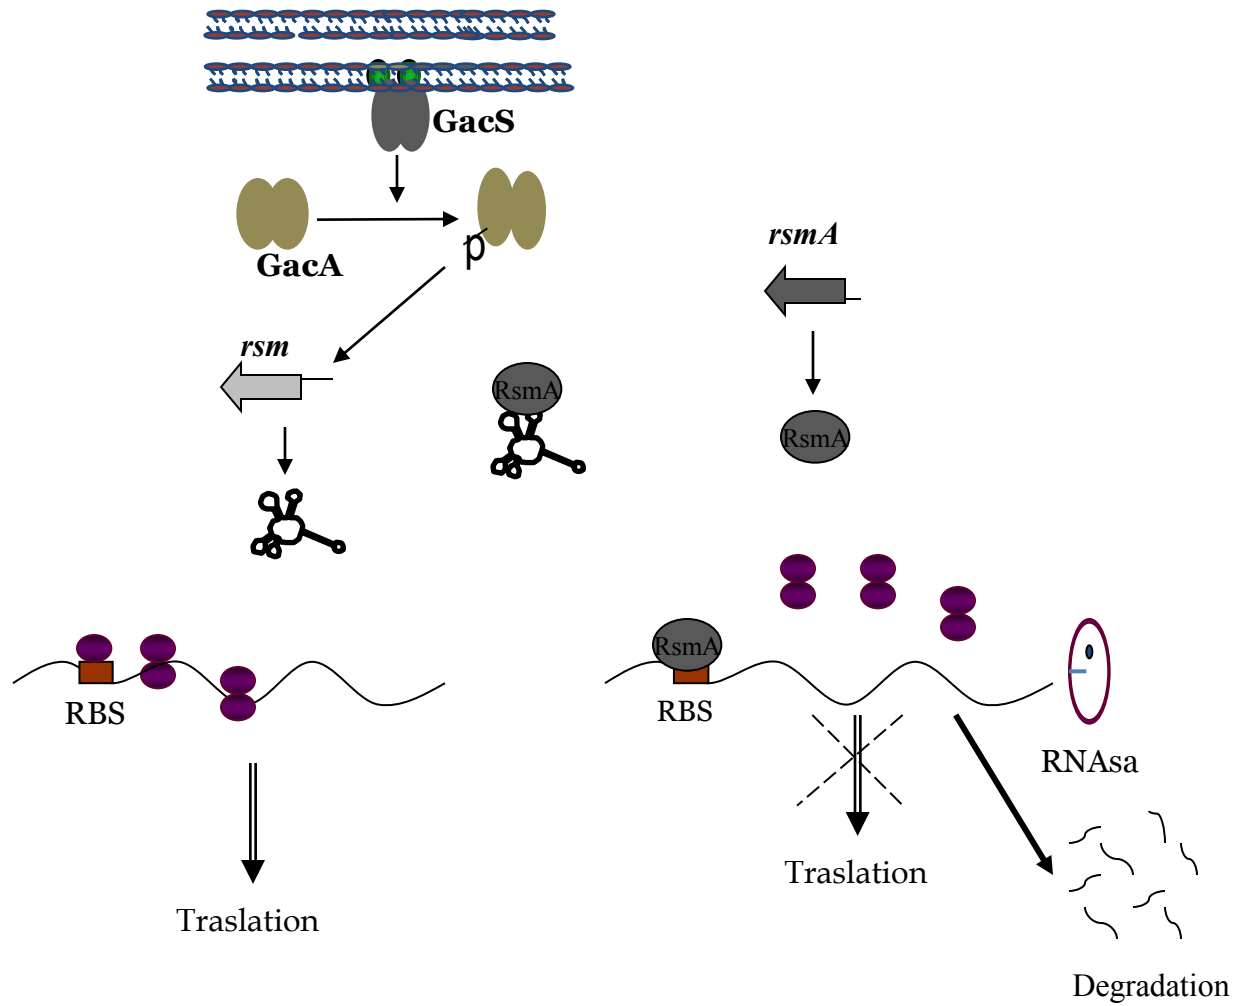 GacS
GacA
p
rsmA
rsm
RsmA
RsmA
RsmA
RBS
RBS
RNAsa
Traslation
Traslation
Degradation